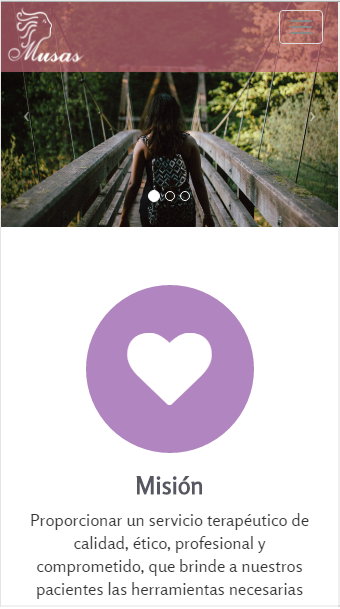 Musas
Misión
Proporcionar un servicio terapéutico de
calidad, ético, profesional y
comprometido, que brinde a nuestros
pacientes las herramientas necesarias